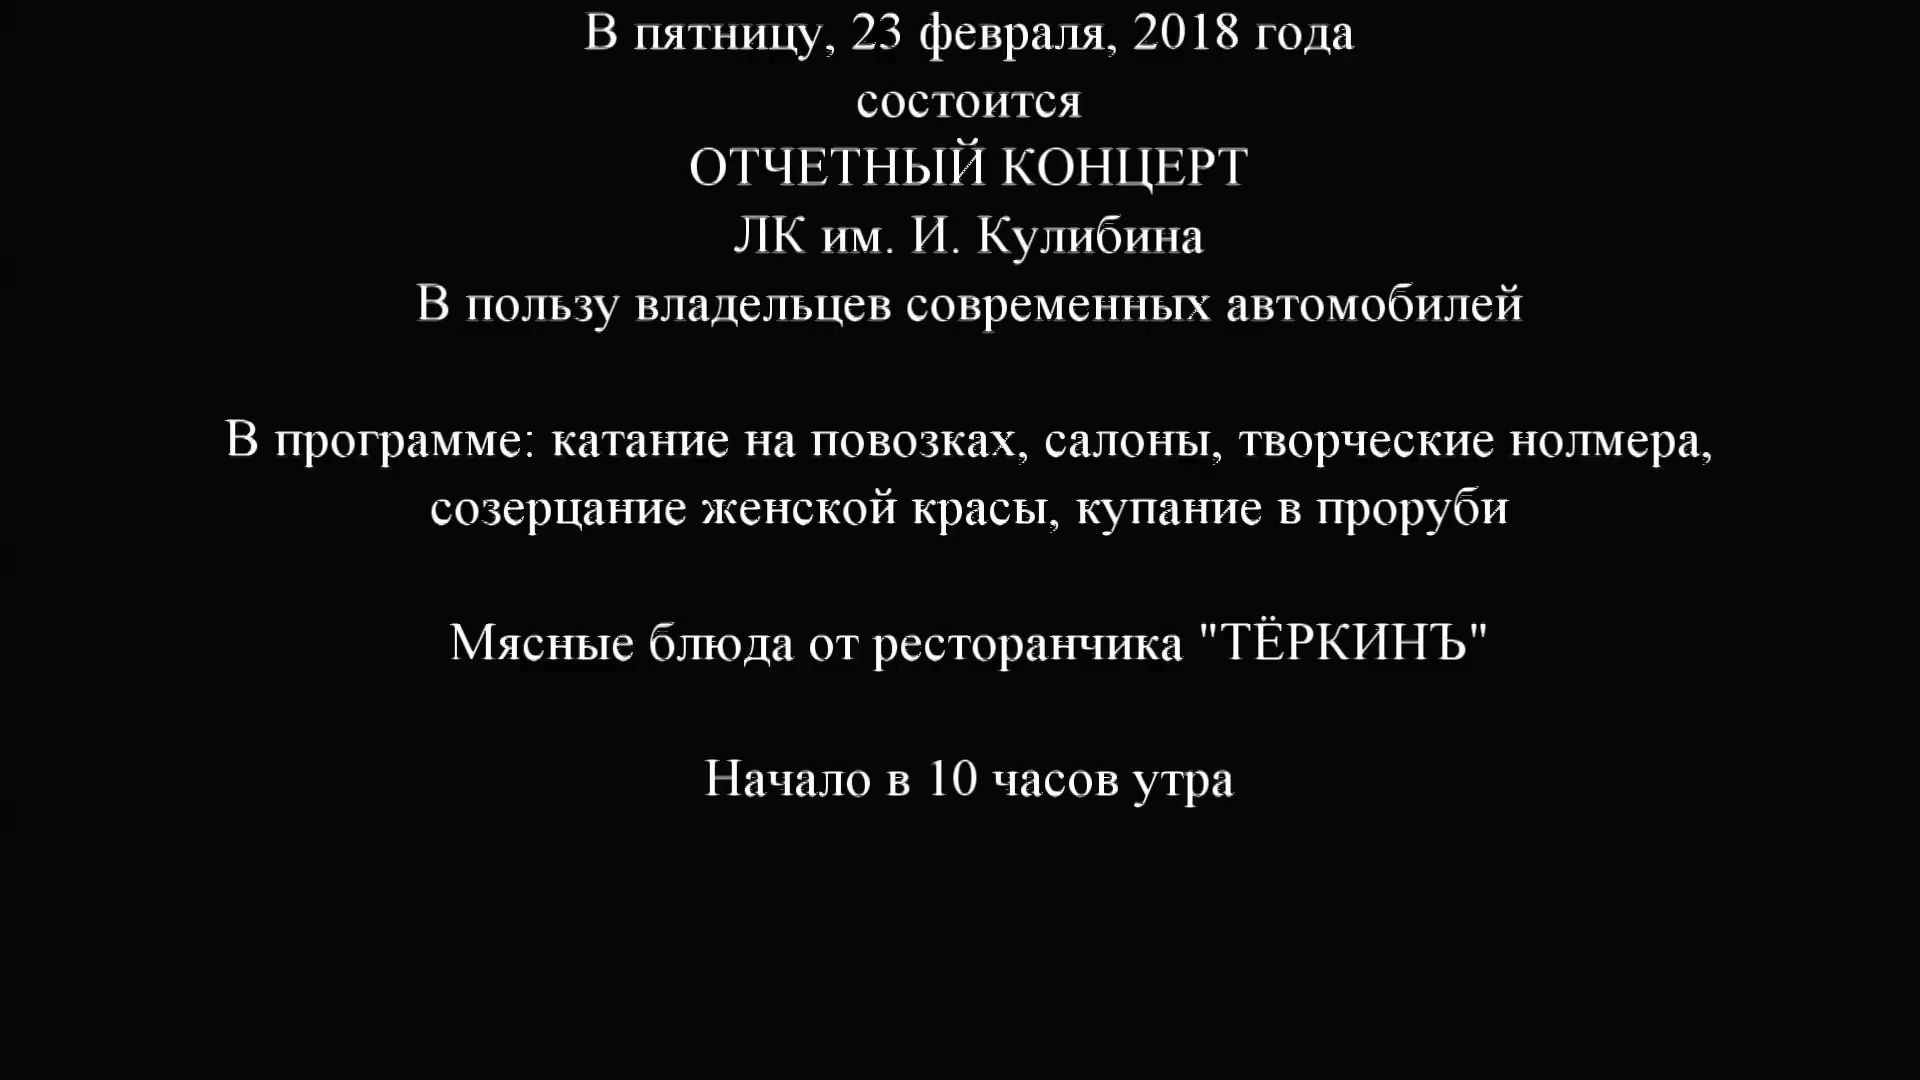 В пятницу, 23 февраля, 2018 года
состоится
ОТЧЕТНЫЙ КОНЦЕРТ
ЛК им. И. Кулибина
В пользу владельцев современных автомобилей
В программе: катание на повозках, салоны, творческие нолмера,
созерцание женской красы, купание в проруби
Мясные блюда от ресторанчика "ТЁРКИНЪ"
Начало в 10 часов утра